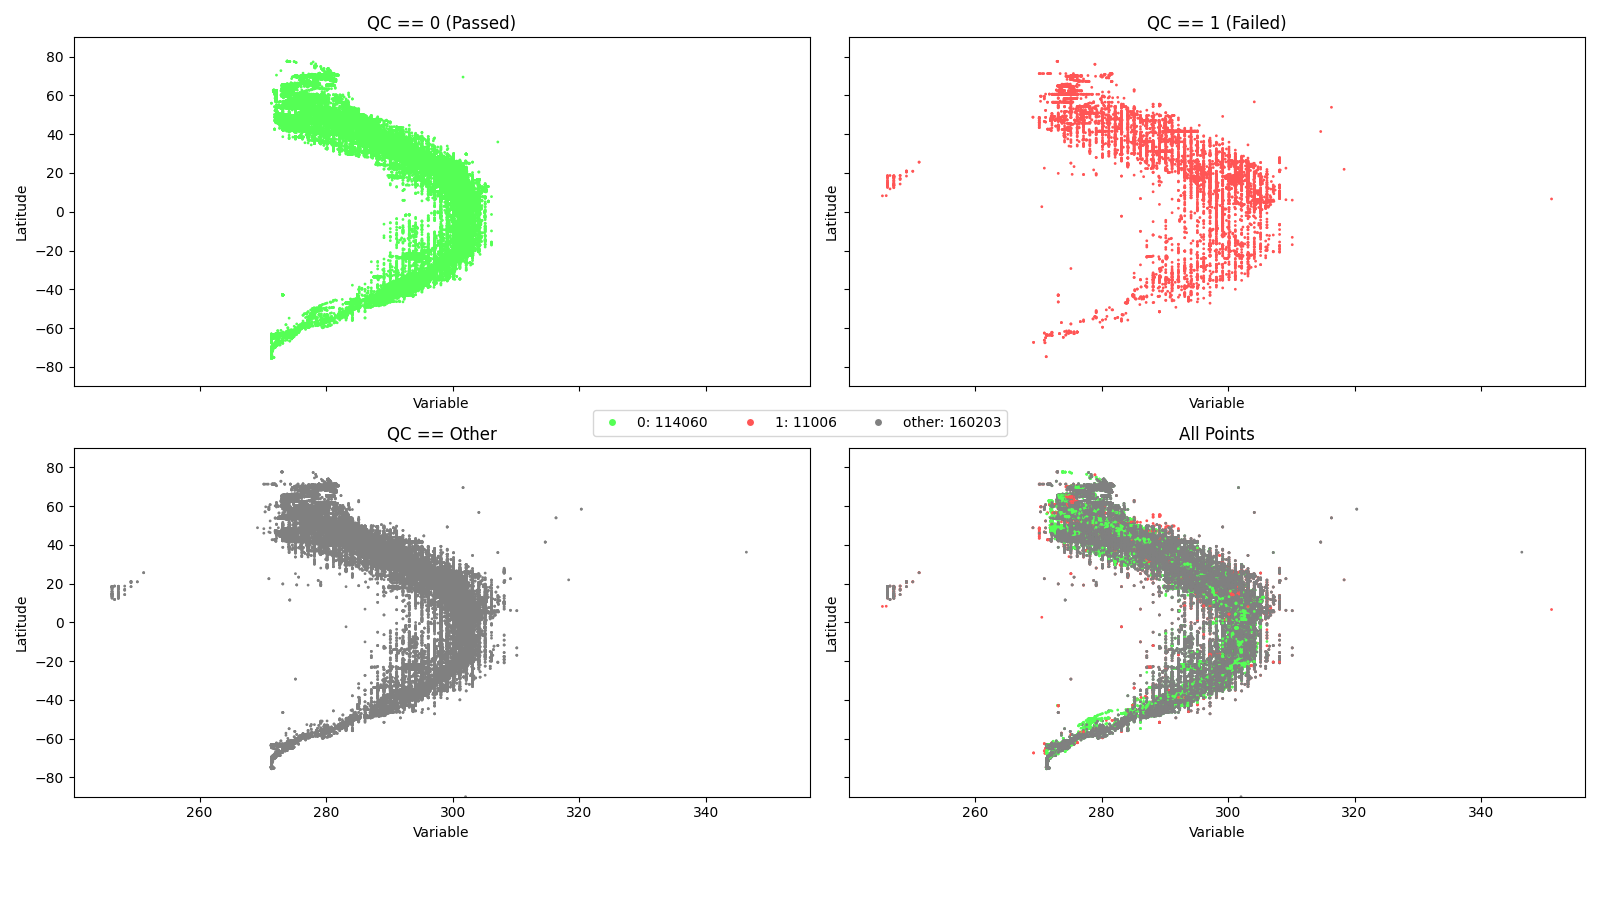 QC == 0 (Passed)
QC == 1 (Failed)
80
60
40
20
0
−20
−40
−60
−80
Latitude
Latitude
Variable
Variable
0: 114060 1: 11006 other: 160203
QC == Other
All Points
80
60
40
20
0
−20
−40
−60
−80
Latitude
Latitude
260 280 300 320 340
260 280 300 320 340
Variable
Variable